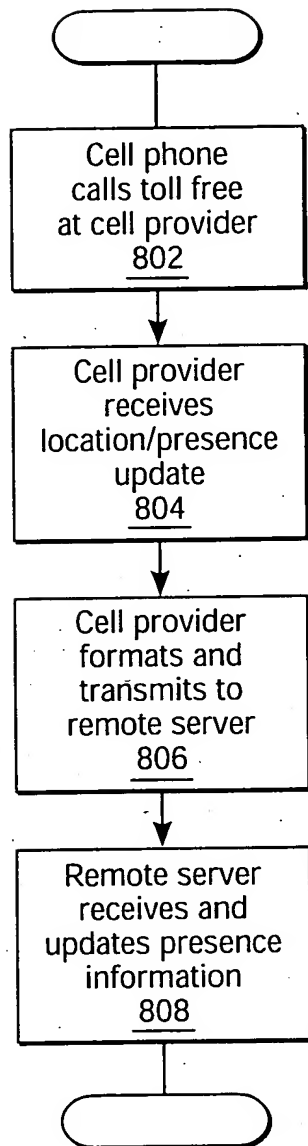 Cell phone
calls toll free
at cell provider
802
Cell provider
receives
location/presence
update
804
Cell provider
formats and
transmits to
remote server
806
Remote server
receives and
updates presence
information
808